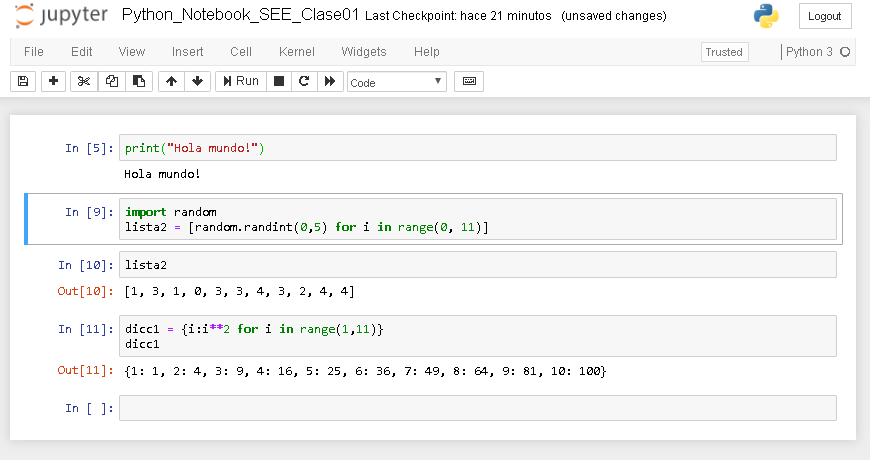 jupyter Python_Notebook_SEE_Clase01 Last Checkpoint: hace 21 minutos (unsaved changes) Logout
File Edit View Insert Cell Kernel Widgets Help Trusted Python 3
Run Code
In [5]: print("Hola mundo!")
Hola mundo!
In [9]: import random
lista2 = [random.randint(0,5) for i in range(0, 11)]
In [10]: lista2
Out[10]: [1, 3, 1, 0, 3, 3, 4, 3, 2, 4, 4]
In [11]: dicc1 = {i:i**2 for i in range(1,11)}
dicc1
Out[11]: {1: 1, 2: 4, 3: 9, 4: 16, 5: 25, 6: 36, 7: 49, 8: 64, 9: 81, 10: 100}
In [ ]: